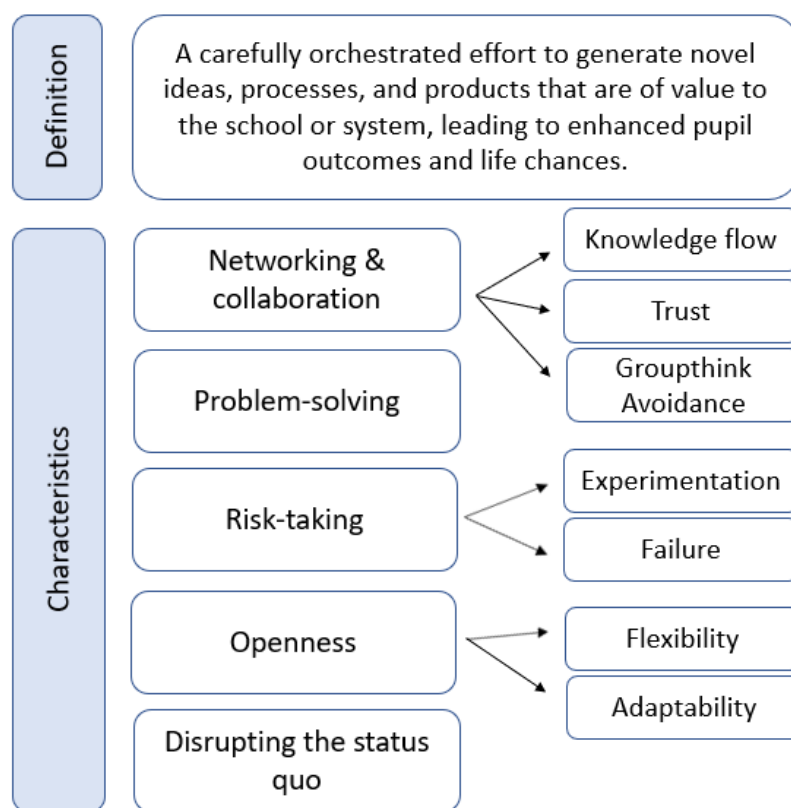 Definition
A carefully orchestrated effort to generate novel
ideas, processes, and products that are of value to
the school or system, leading to enhanced pupil
outcomes and life chances.
Characteristics
Networking &
collaboration
Knowledge flow
Trust
Groupthink
Avoidance
Problem-solving
Risk-taking
Experimentation
Failure
Openness
Flexibility
Adaptability
Disrupting the status
quo